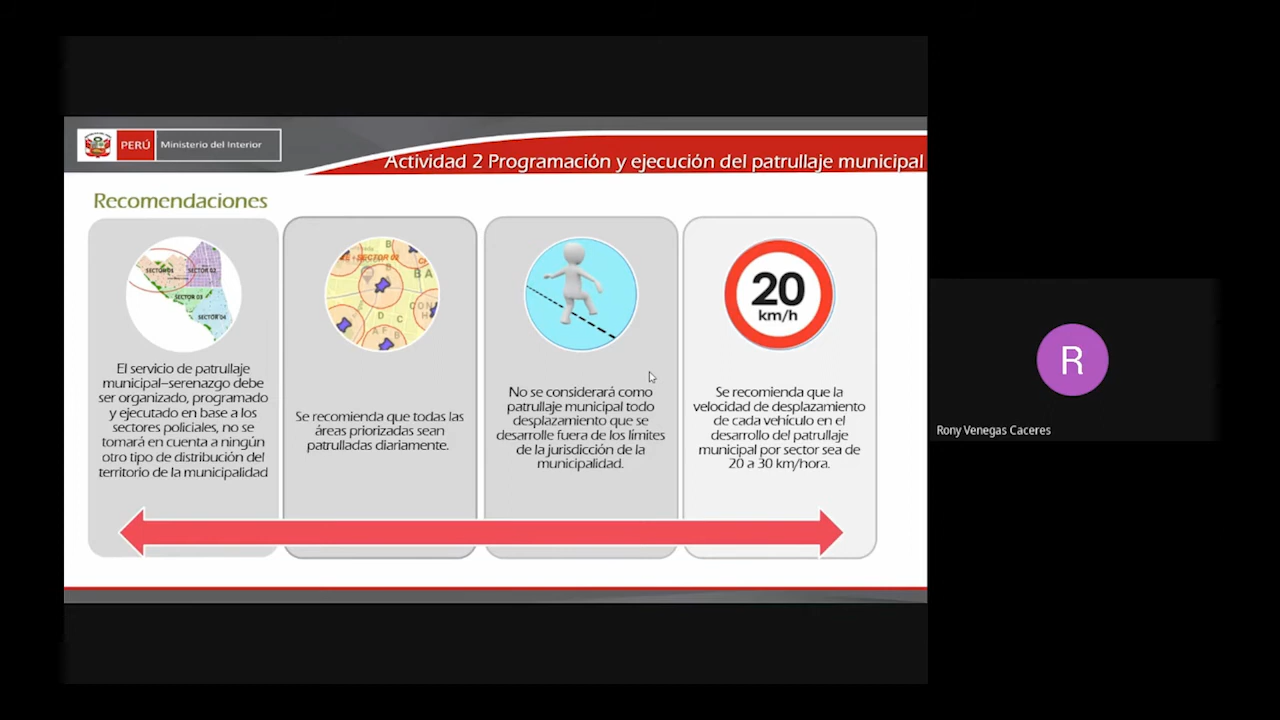 PERÚ
Ministerio del Interior
Actividad 2 Programación y ejecución del patrullaje municipal
Recomendaciones
SECTOR 01
SECTOR 02
SECTOR 03
SECTOR 04
El servicio de patrullaje
municipal–serenazgo debe
ser organizado, programado
y ejecutado en base a los
sectores policiales, no se
tomará en cuenta a ningún
otro tipo de distribución del
territorio de la municipalidad
Se recomienda que todas las
áreas priorizadas sean
patrulladas diariamente.
No se considerará como
patrullaje municipal todo
desplazamiento que se
desarrolle fuera de los límites
de la jurisdicción de la
municipalidad.
20
km/h
Se recomienda que la
velocidad de desplazamiento
de cada vehículo en el
desarrollo del patrullaje
municipal por sector sea de
20 a 30 km/hora.
R
Rony Venegas Caceres